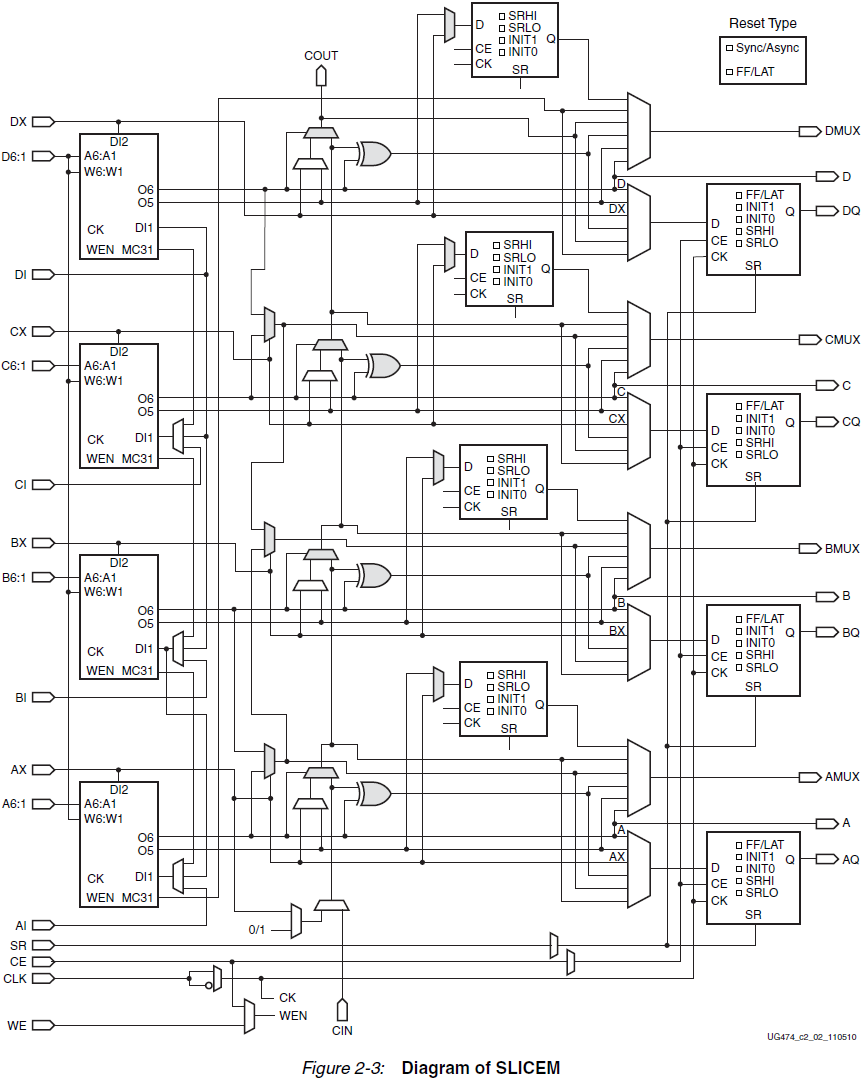 SRHI
SRLO
INIT1
INIT0
D
CE
CK
Q
SR
Reset Type
Sync/Async
FF/LAT
COUT
DX
D6:1
DI2
A6:A1
W6:W1
O6
O5
CK
DI1
WEN MC31
DI
DMUX
D
DX
D
DQ
FF/LAT
INIT1
INIT0
SRHI
SRLO
D
CE
CK
Q
SR
SRHI
SRLO
INIT1
INIT0
D
CE
CK
Q
SR
CX
C6:1
DI2
A6:A1
W6:W1
O6
O5
CK
DI1
WEN MC31
CI
CMUX
C
CX
C
CQ
FF/LAT
INIT1
INIT0
SRHI
SRLO
D
CE
CK
Q
SR
SRHI
SRLO
INIT1
INIT0
D
CE
CK
Q
SR
BX
B6:1
DI2
A6:A1
W6:W1
O6
O5
CK
DI1
WEN MC31
BI
BMUX
B
BX
B
BQ
FF/LAT
INIT1
INIT0
SRHI
SRLO
D
CE
CK
Q
SR
SRHI
SRLO
INIT1
INIT0
D
CE
CK
Q
SR
AX
A6:1
DI2
A6:A1
W6:W1
O6
O5
CK
DI1
WEN MC31
AI
AMUX
A
AX
A
AQ
FF/LAT
INIT1
INIT0
SRHI
SRLO
D
CE
CK
Q
SR
0/1
SR
CE
CLK
CK
WEN
WE
CIN
UG474_c2_02_110510
Figure 2-3: Diagram of SLICEM